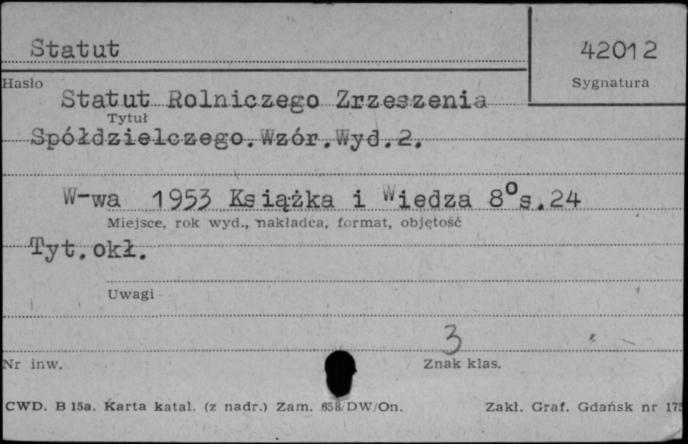 Statut 42012
Hasło Sygnatura
Statut Rolniczego Zrzeszenia
Tytuł
Spółdzielczego.Wzór.Wyd.2.
W-wa 1953 Książka i Wiedza 8° s.24
Miejsce, rok wyd., nakładca, format, objętość
Tyt.okł.
Uwagi
3
Nr inw. Znak klas.
CWD. B 15a. Karta katal. (z nadr.) Zam. 658/DW/On. Zakł. Graf. Gdańsk nr 175